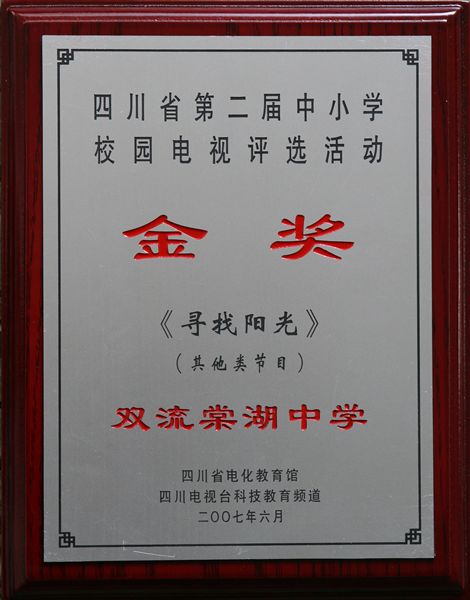 四川省第二届中小学
校园电视评选活动
金奖
《寻找阳光》
(其他类节目)
双流棠湖中学
四川省电化教育馆
四川电视台科技教育频道
二〇〇七年六月